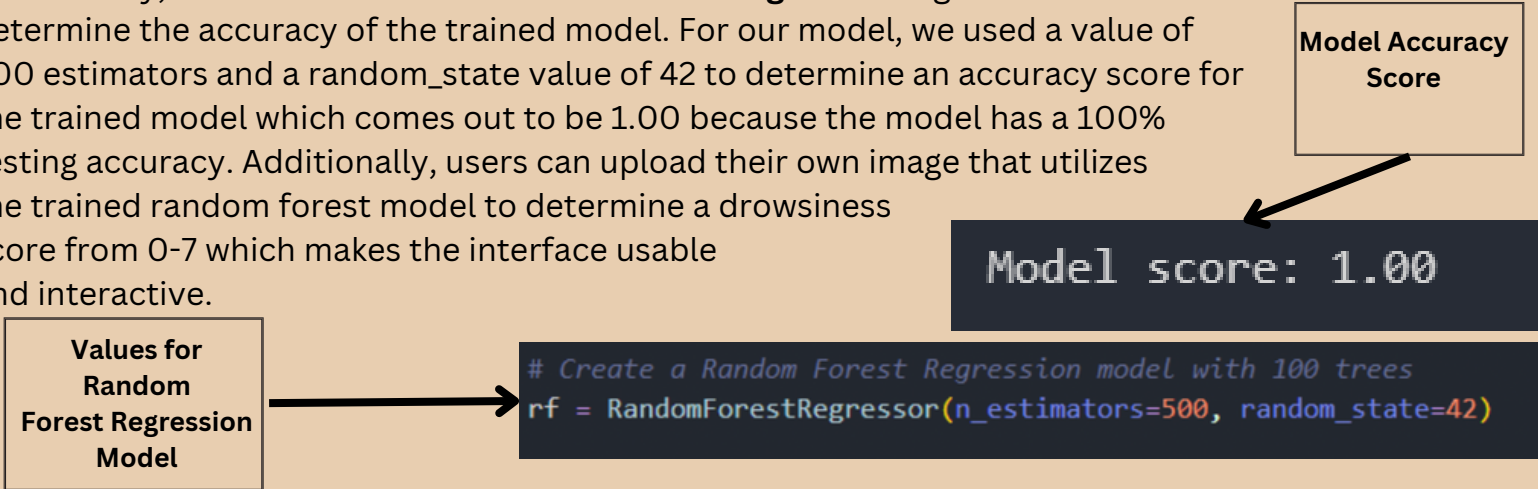 etermine the accuracy of the trained model. For our model, we used a value of
00 estimators and a random_state value of 42 to determine an accuracy score for
e trained model which comes out to be 1.00 because the model has a 100%
esting accuracy. Additionally, users can upload their own image that utilizes
e trained random forest model to determine a drowsiness
core from 0-7 which makes the interface usable
nd interactive.
Model Accuracy
Score
Model score: 1.00
Values for
Random
Forest Regression
Model
# Create a Random Forest Regression model with 100 trees
rf = RandomForestRegressor(n_estimators=500, random_state=42)